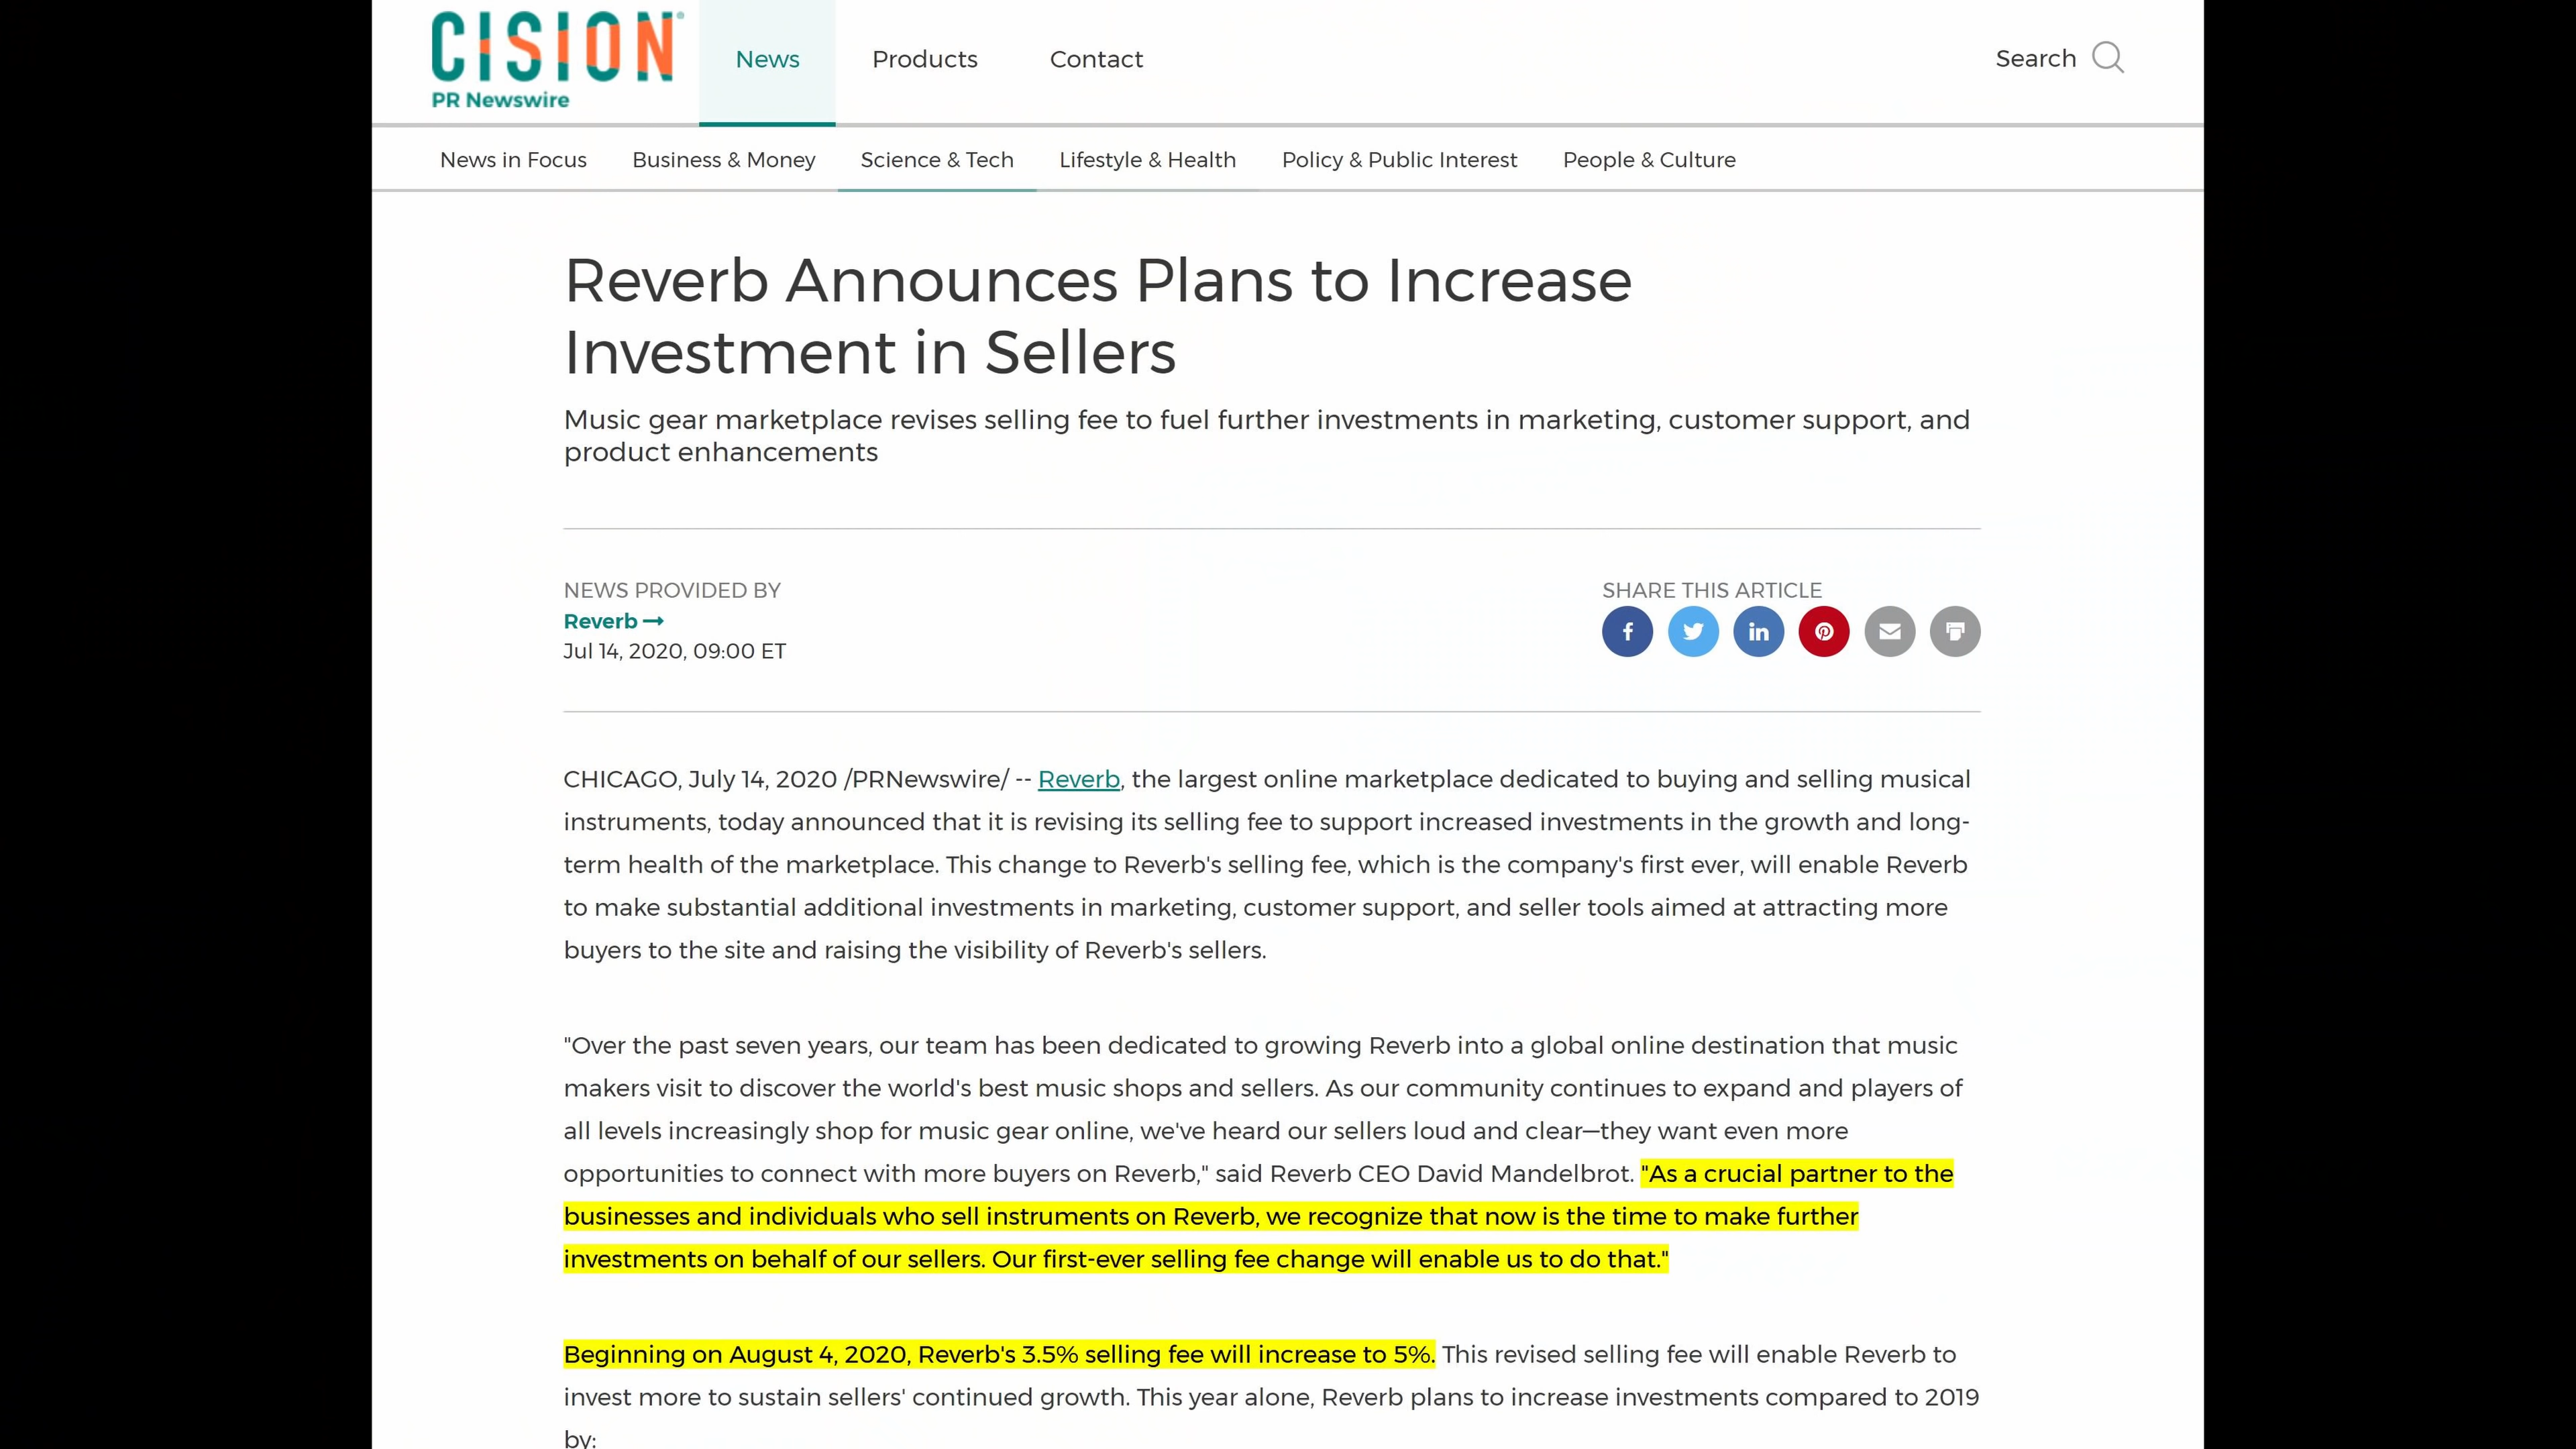 CISION
PR Newswire
News
Products
Contact
Search
News in Focus
Business & Money
Science & Tech
Lifestyle & Health
Policy & Public Interest
People & Culture
Reverb Announces Plans to Increase
Investment in Sellers
Music gear marketplace revises selling fee to fuel further investments in marketing, customer support, and
product enhancements
NEWS PROVIDED BY
Reverb →
Jul 14, 2020, 09:00 ET
SHARE THIS ARTICLE
CHICAGO, July 14, 2020 /PRNewswire/ -- Reverb, the largest online marketplace dedicated to buying and selling musical
instruments, today announced that it is revising its selling fee to support increased investments in the growth and long-
term health of the marketplace. This change to Reverb's selling fee, which is the company's first ever, will enable Reverb
to make substantial additional investments in marketing, customer support, and seller tools aimed at attracting more
buyers to the site and raising the visibility of Reverb's sellers.
"Over the past seven years, our team has been dedicated to growing Reverb into a global online destination that music
makers visit to discover the world's best music shops and sellers. As our community continues to expand and players of
all levels increasingly shop for music gear online, we've heard our sellers loud and clear—they want even more
opportunities to connect with more buyers on Reverb," said Reverb CEO David Mandelbrot. "As a crucial partner to the
businesses and individuals who sell instruments on Reverb, we recognize that now is the time to make further
investments on behalf of our sellers. Our first-ever selling fee change will enable us to do that."
Beginning on August 4, 2020, Reverb's 3.5% selling fee will increase to 5%. This revised selling fee will enable Reverb to
invest more to sustain sellers' continued growth. This year alone, Reverb plans to increase investments compared to 2019
by: